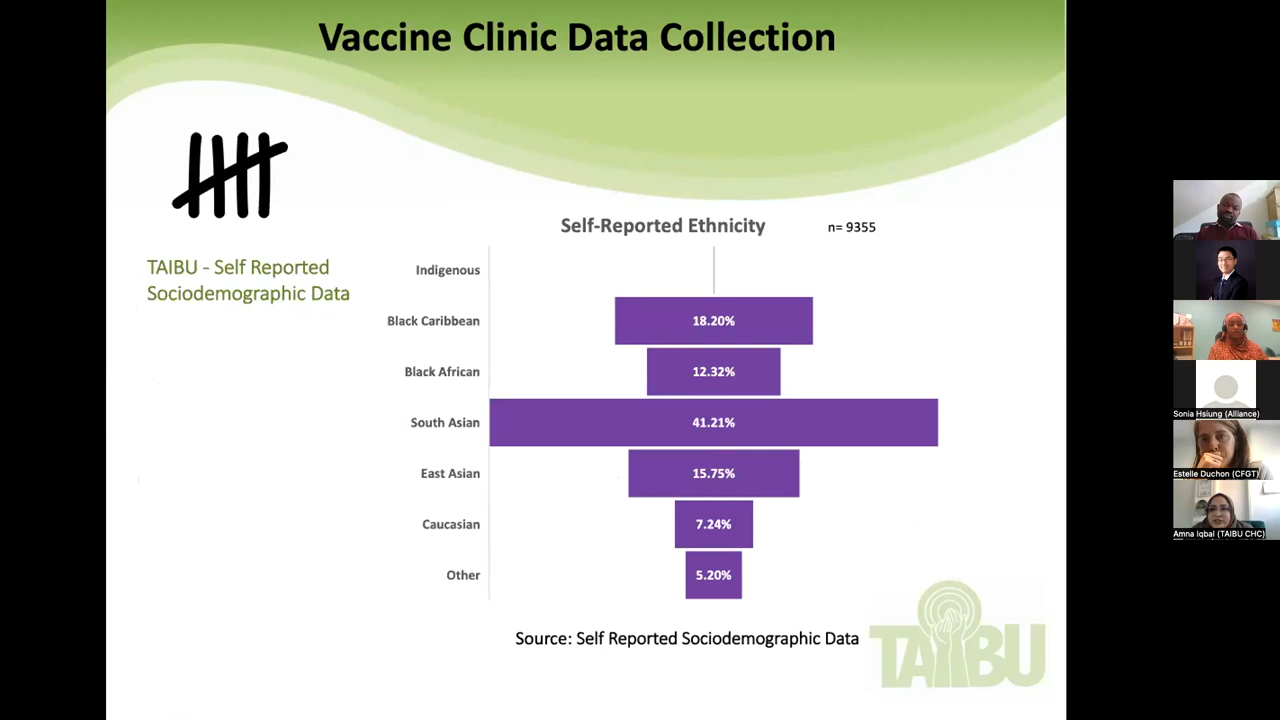 Vaccine Clinic Data Collection
TAIBU - Self Reported
Sociodemographic Data
Self-Reported Ethnicity
n= 9355
Indigenous
Black Caribbean
18.20%
Black African
12.32%
South Asian
41.21%
East Asian
15.75%
Caucasian
7.24%
Other
5.20%
Source: Self Reported Sociodemographic Data
TAIBU
Sonia Hsiung (Alliance)
Estelle Duchon (CFGT)
Amna Iqbal (TAIBU CHC)